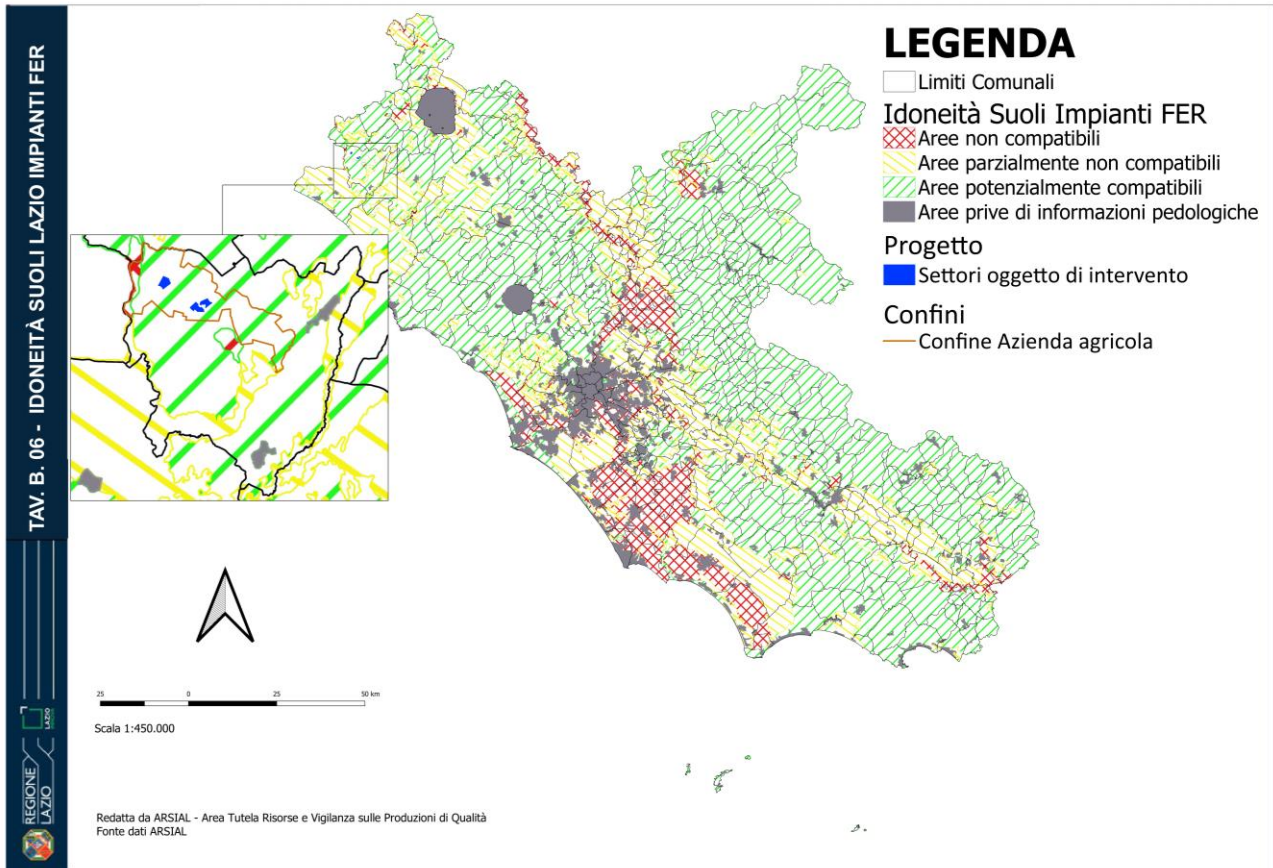 TAV. B. 06 - IDONEITÀ SUOLI LAZIO IMPIANTI FER
LEGENDA
Limiti Comunali
Idoneità Suoli Impianti FER
Aree non compatibili
Aree parzialmente non compatibili
Aree potenzialmente compatibili
Aree prive di informazioni pedologiche
Progetto
Settori oggetto di intervento
Confini
Confine Azienda agricola
25 0 25 50 km
Scala 1:450.000
Redatta da ARSIAL - Area Tutela Risorse e Vigilanza sulle Produzioni di Qualità
Fonte dati ARSIAL
REGIONE
LAZIO
LAZIO